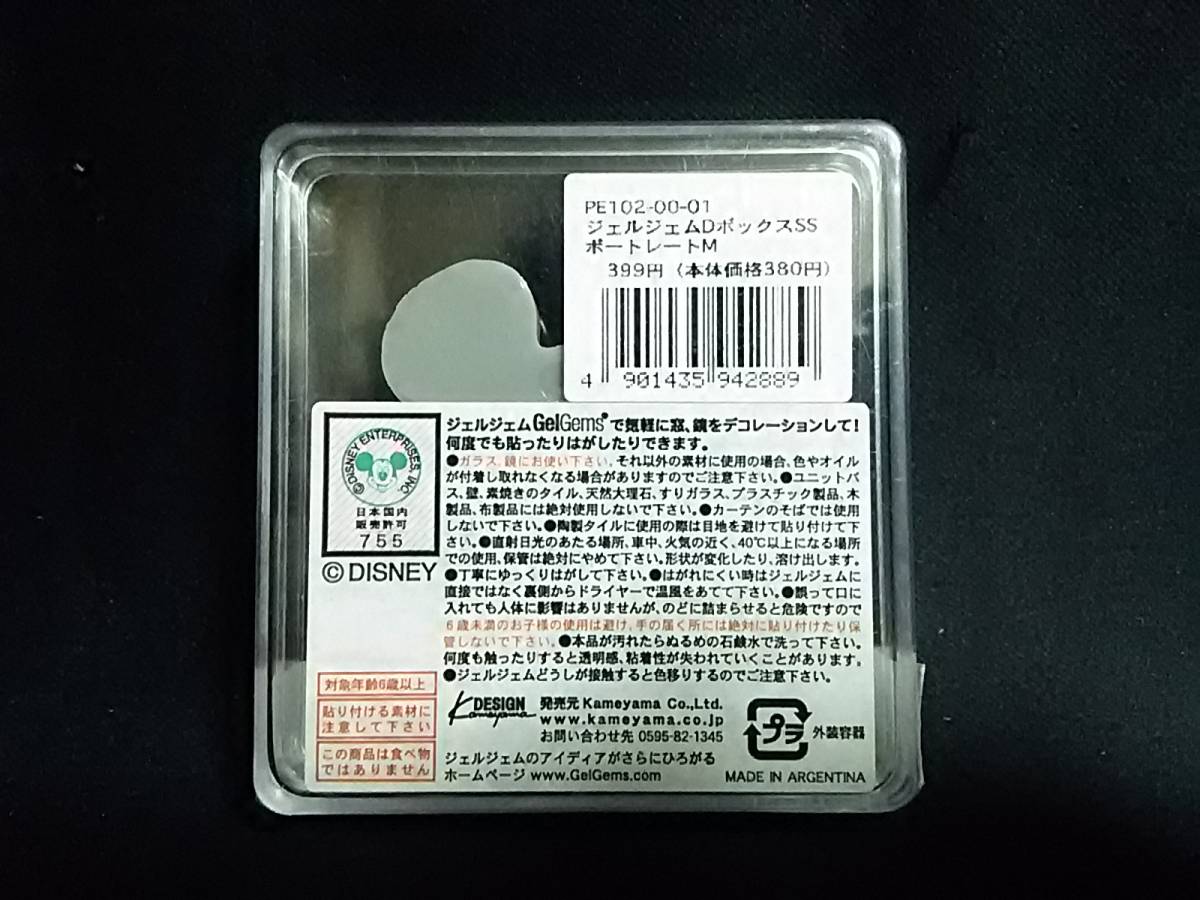 PE102-00-01
ジェルジェムDボックスSS
ポートレートM
399円 (本体価格380円)
4 901435 942889
©DISNEY ENTERPRISES, INC
日本国内
販売許可
755
© DISNEY
対象年齢6歳以上
貼り付ける素材に
注意して下さい
この商品は食べ物
ではありません
ジェルジェムGelGems®で気軽に窓、鏡をデコレーションして!
何度でも貼ったりはがしたりできます。
●ガラス、鏡にお使い下さい。それ以外の素材に使用の場合、色やオイル
が付着し取れなくなる場合がありますのでご注意下さい。●ユニットバ
ス、壁、素焼きのタイル、天然大理石、すりガラス、プラスチック製品、木
製品、布製品には絶対使用しないで下さい。●カーテンのそばでは使用
しないで下さい。●陶製タイルに使用の際は目地を避けて貼り付けて下
さい。●直射日光のあたる場所、車中、火気の近く、40℃以上になる場所
での使用、保管は絶対にやめて下さい。形状が変化したり、溶け出します。
●丁寧にゆっくりはがして下さい。●はがれにくい時はジェルジェムに
直接ではなく裏側からドライヤーで温風をあてて下さい。●誤って口に
入れても人体に影響はありませんが、のどに詰まらせると危険ですので
6歳未満のお子様の使用は避け、手の届く所には絶対に貼り付けたり保
管しないで下さい。●本品が汚れたらぬるめの石鹸水で洗って下さい。
何度も触ったりすると透明感、粘着性が失われていくことがあります。
●ジェルジェムどうしが接触すると色移りするのでご注意下さい。
K DESIGN Kameyama
発売元 Kameyama Co.,Ltd.
www.kameyama.co.jp
お問い合わせ先 0595-82-1345
ジェルジェムのアイディアがさらにひろがる
ホームページ www.GelGems.com
プラ
外装容器
MADE IN ARGENTINA